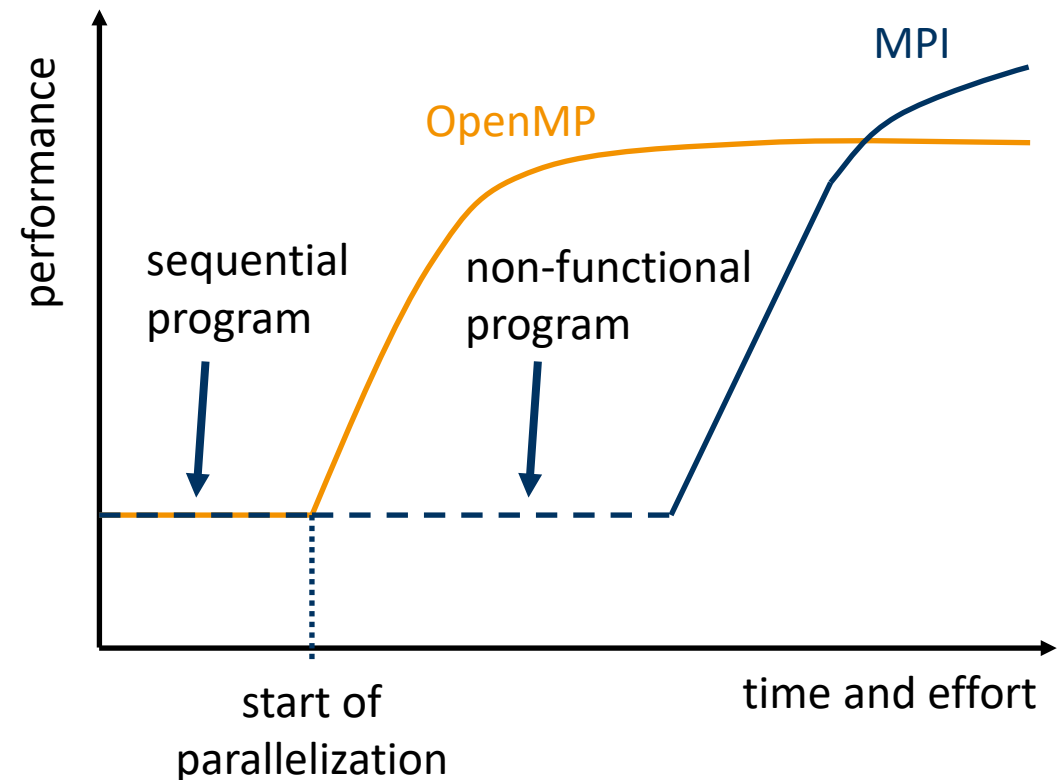 MPI
OpenMP
performance
sequential
program
non-functional
program
start of
parallelization
time and effort